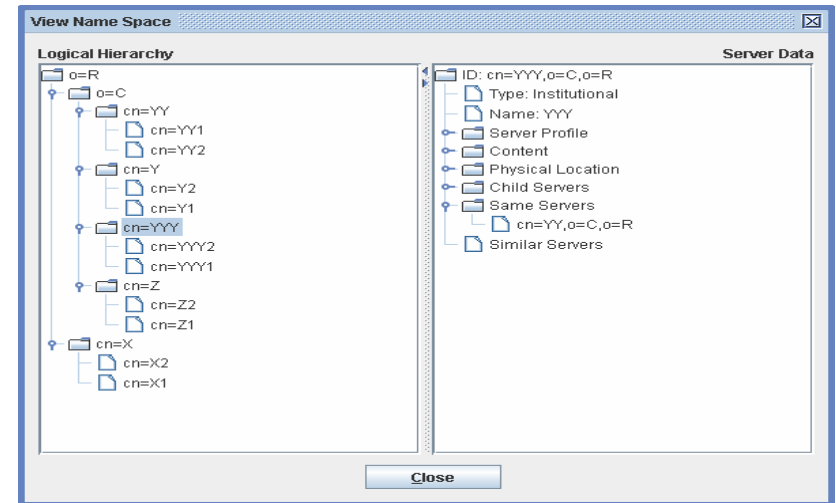 View Name Space
Logical Hierarchy
o=R
o=C
cn=YY
cn=YY1
cn=YY2
cn=Y
cn=Y2
cn=Y1
cn=YYY
cn=YYY2
cn=YYY1
cn=Z
cn=Z2
cn=Z1
cn=X
cn=X2
cn=X1
Server Data
ID: cn=YYY,o=C,o=R
Type: Institutional
Name: YYY
Server Profile
Content
Physical Location
Child Servers
Same Servers
cn=YY,o=C,o=R
Similar Servers
Close